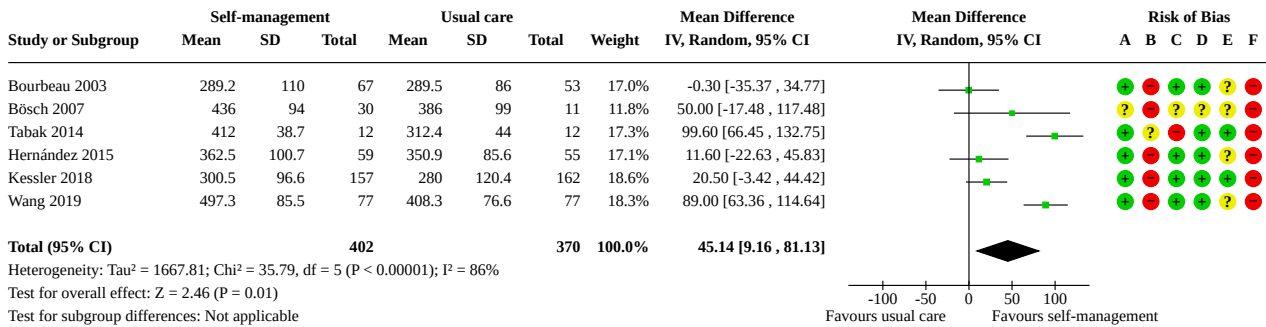 Self-management Usual care Mean Difference Mean Difference Risk of Bias
Study or Subgroup Mean SD Total Mean SD Total Weight IV, Random, 95% CI IV, Random, 95% CI A B C D E F
Bourbeau 2003 289.2 110 67 289.5 86 53 17.0% -0.30 [-35.37 , 34.77] + − + + ? −
Bösch 2007 436 94 30 386 99 11 11.8% 50.00 [-17.48 , 117.48] ? − ? ? ? −
Tabak 2014 412 38.7 12 312.4 44 12 17.3% 99.60 [66.45 , 132.75] + ? − + + −
Hernández 2015 362.5 100.7 59 350.9 85.6 55 17.1% 11.60 [-22.63 , 45.83] + − + + ? −
Kessler 2018 300.5 96.6 157 280 120.4 162 18.6% 20.50 [-3.42 , 44.42] + − + + + −
Wang 2019 497.3 85.5 77 408.3 76.6 77 18.3% 89.00 [63.36 , 114.64] + − + + ? −
Total (95% CI) 402 370 100.0% 45.14 [9.16 , 81.13]
Heterogeneity: Tau² = 1667.81; Chi² = 35.79, df = 5 (P < 0.00001); I² = 86%
Test for overall effect: Z = 2.46 (P = 0.01)
Test for subgroup differences: Not applicable
-100 -50 0 50 100
Favours usual care Favours self-management